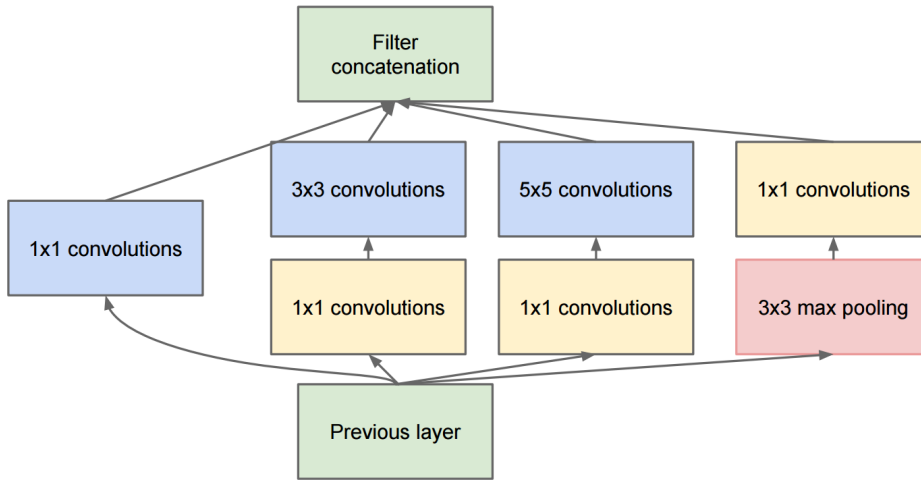 Filter
concatenation
3x3 convolutions
5x5 convolutions
1x1 convolutions
1x1 convolutions
1x1 convolutions
1x1 convolutions
3x3 max pooling
Previous layer